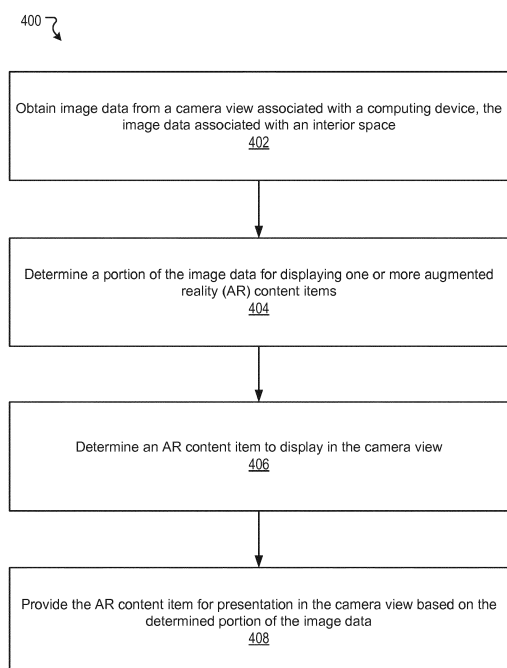 400
Obtain image data from a camera view associated with a computing device, the
image data associated with an interior space
402
Determine a portion of the image data for displaying one or more augmented
reality (AR) content items
404
Determine an AR content item to display in the camera view
406
Provide the AR content item for presentation in the camera view based on the
determined portion of the image data
408